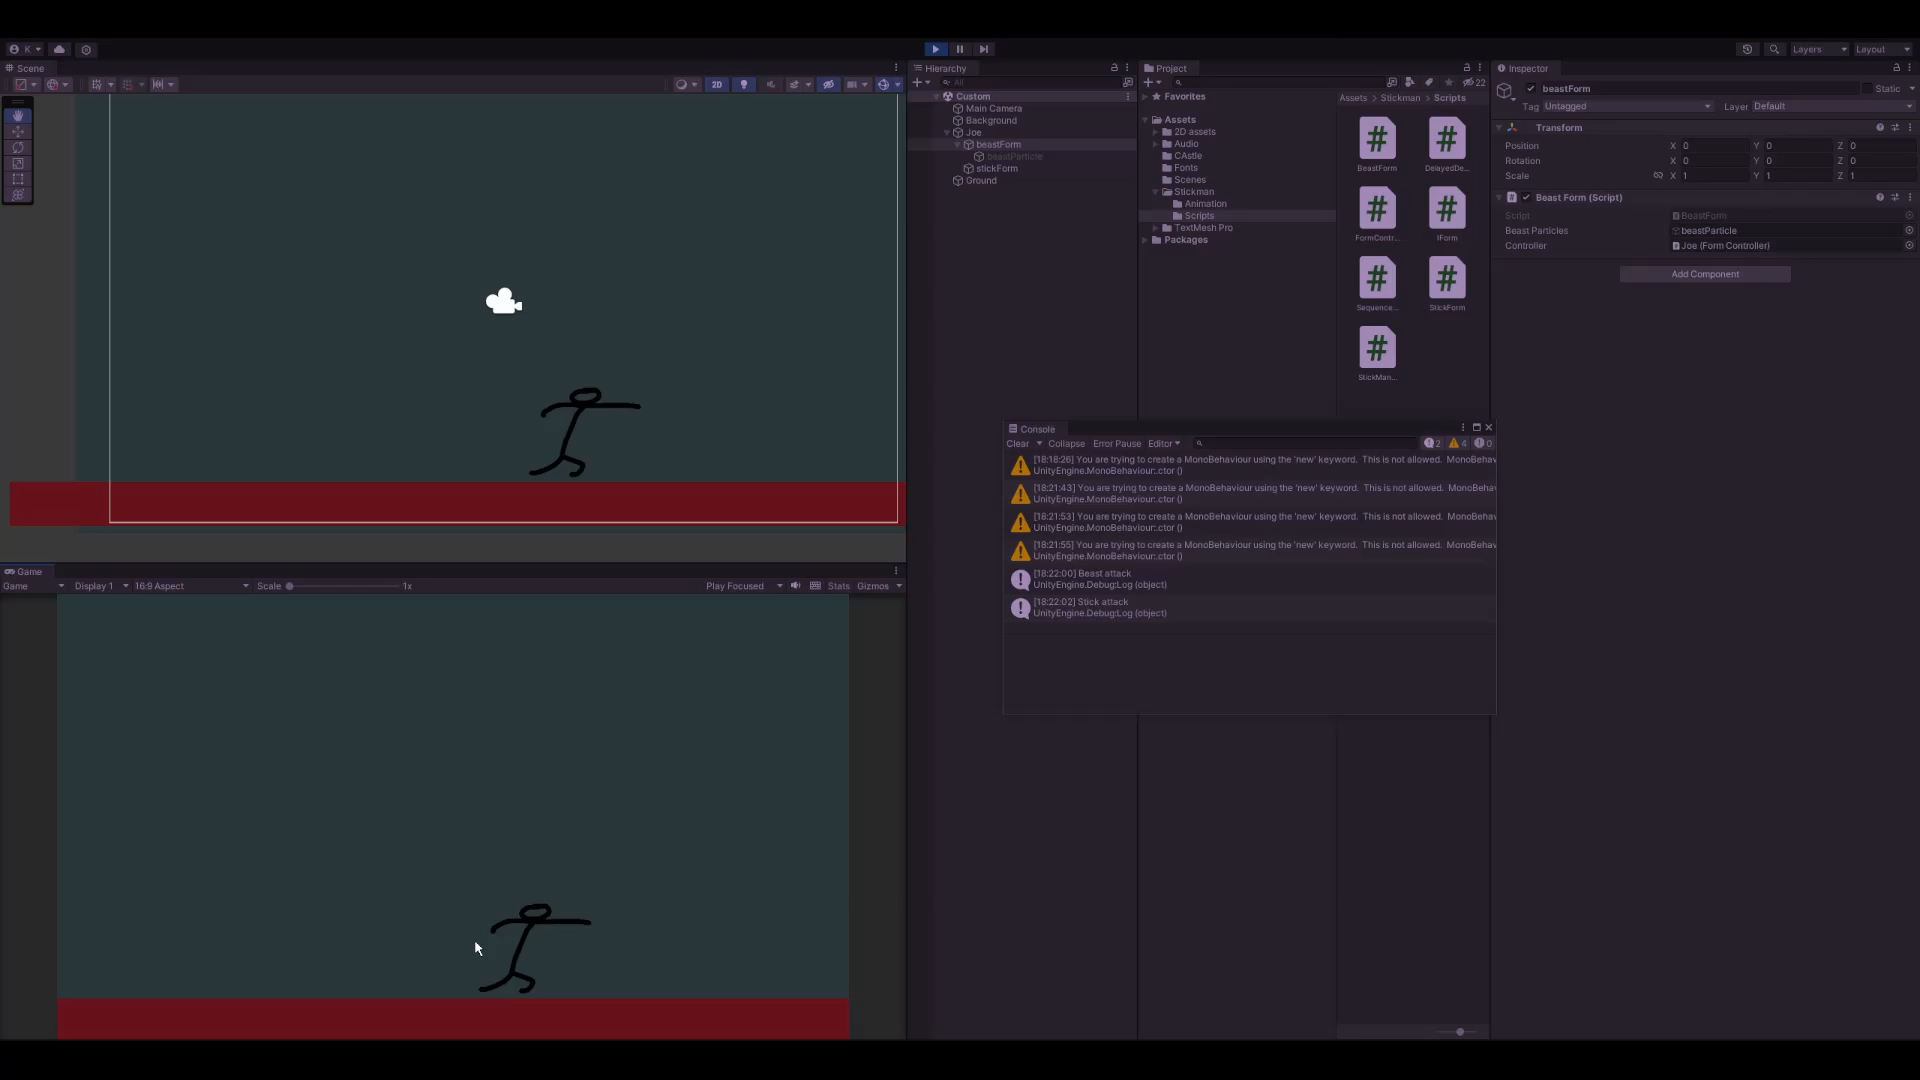 K
Layers
Layout
Scene
2D
Game
Game
Display 1
16:9 Aspect
Scale
1x
Play Focused
Stats
Gizmos
Hierarchy
All
Custom
Main Camera
Background
Joe
beastForm
beastParticle
stickForm
Ground
Project
22
Favorites
Assets
2D assets
Audio
CAstle
Fonts
Scenes
Stickman
Animation
Scripts
TextMesh Pro
Packages
Assets > Stickman > Scripts
BeastForm
DelayedDe...
FormContr...
IForm
Sequence...
StickForm
StickMan...
Console
Clear
Collapse
Error Pause
Editor
2
4
0
[18:18:26] You are trying to create a MonoBehaviour using the 'new' keyword.  This is not allowed.  MonoBehav
UnityEngine.MonoBehaviour:.ctor ()
[18:21:43] You are trying to create a MonoBehaviour using the 'new' keyword.  This is not allowed.  MonoBehav
UnityEngine.MonoBehaviour:.ctor ()
[18:21:53] You are trying to create a MonoBehaviour using the 'new' keyword.  This is not allowed.  MonoBehav
UnityEngine.MonoBehaviour:.ctor ()
[18:21:55] You are trying to create a MonoBehaviour using the 'new' keyword.  This is not allowed.  MonoBehav
UnityEngine.MonoBehaviour:.ctor ()
[18:22:00] Beast attack
UnityEngine.Debug:Log (object)
[18:22:02] Stick attack
UnityEngine.Debug:Log (object)
Inspector
beastForm
Static
Tag Untagged Layer Default
Transform
Position X 0 Y 0 Z 0
Rotation X 0 Y 0 Z 0
Scale X 1 Y 1 Z 1
Beast Form (Script)
Script BeastForm
Beast Particles beastParticle
Controller Joe (Form Controller)
Add Component